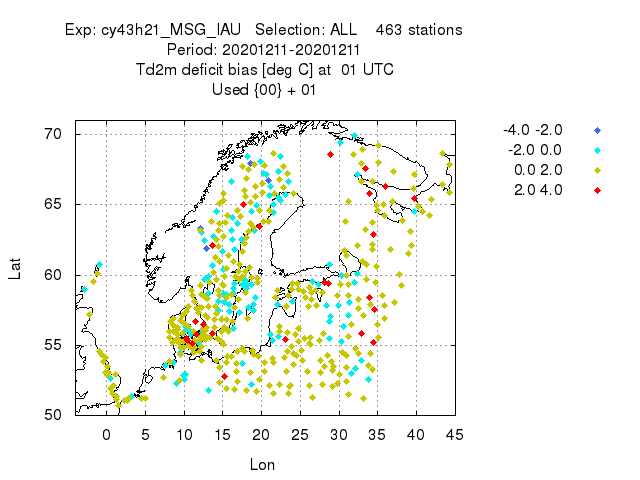 Exp: cy43h21_MSG_IAU   Selection: ALL    463 stations
Period: 20201211-20201211
Td2m deficit bias [deg C] at  01 UTC
Used {00} + 01
-4.0 -2.0
-2.0 0.0
0.0 2.0
2.0 4.0
70
65
60
55
50
Lat
0 5 10 15 20 25 30 35 40 45
Lon